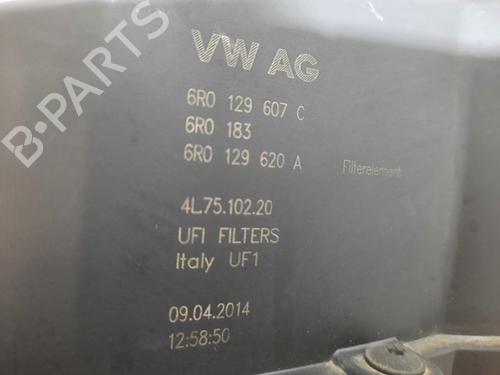 VW AG
6R0 129 607 C
6R0 183
6R0 129 620 A Filterelement
4L.75.102.20
UFI FILTERS
Italy UF1
09.04.2014
12:58:50
B-PARTS